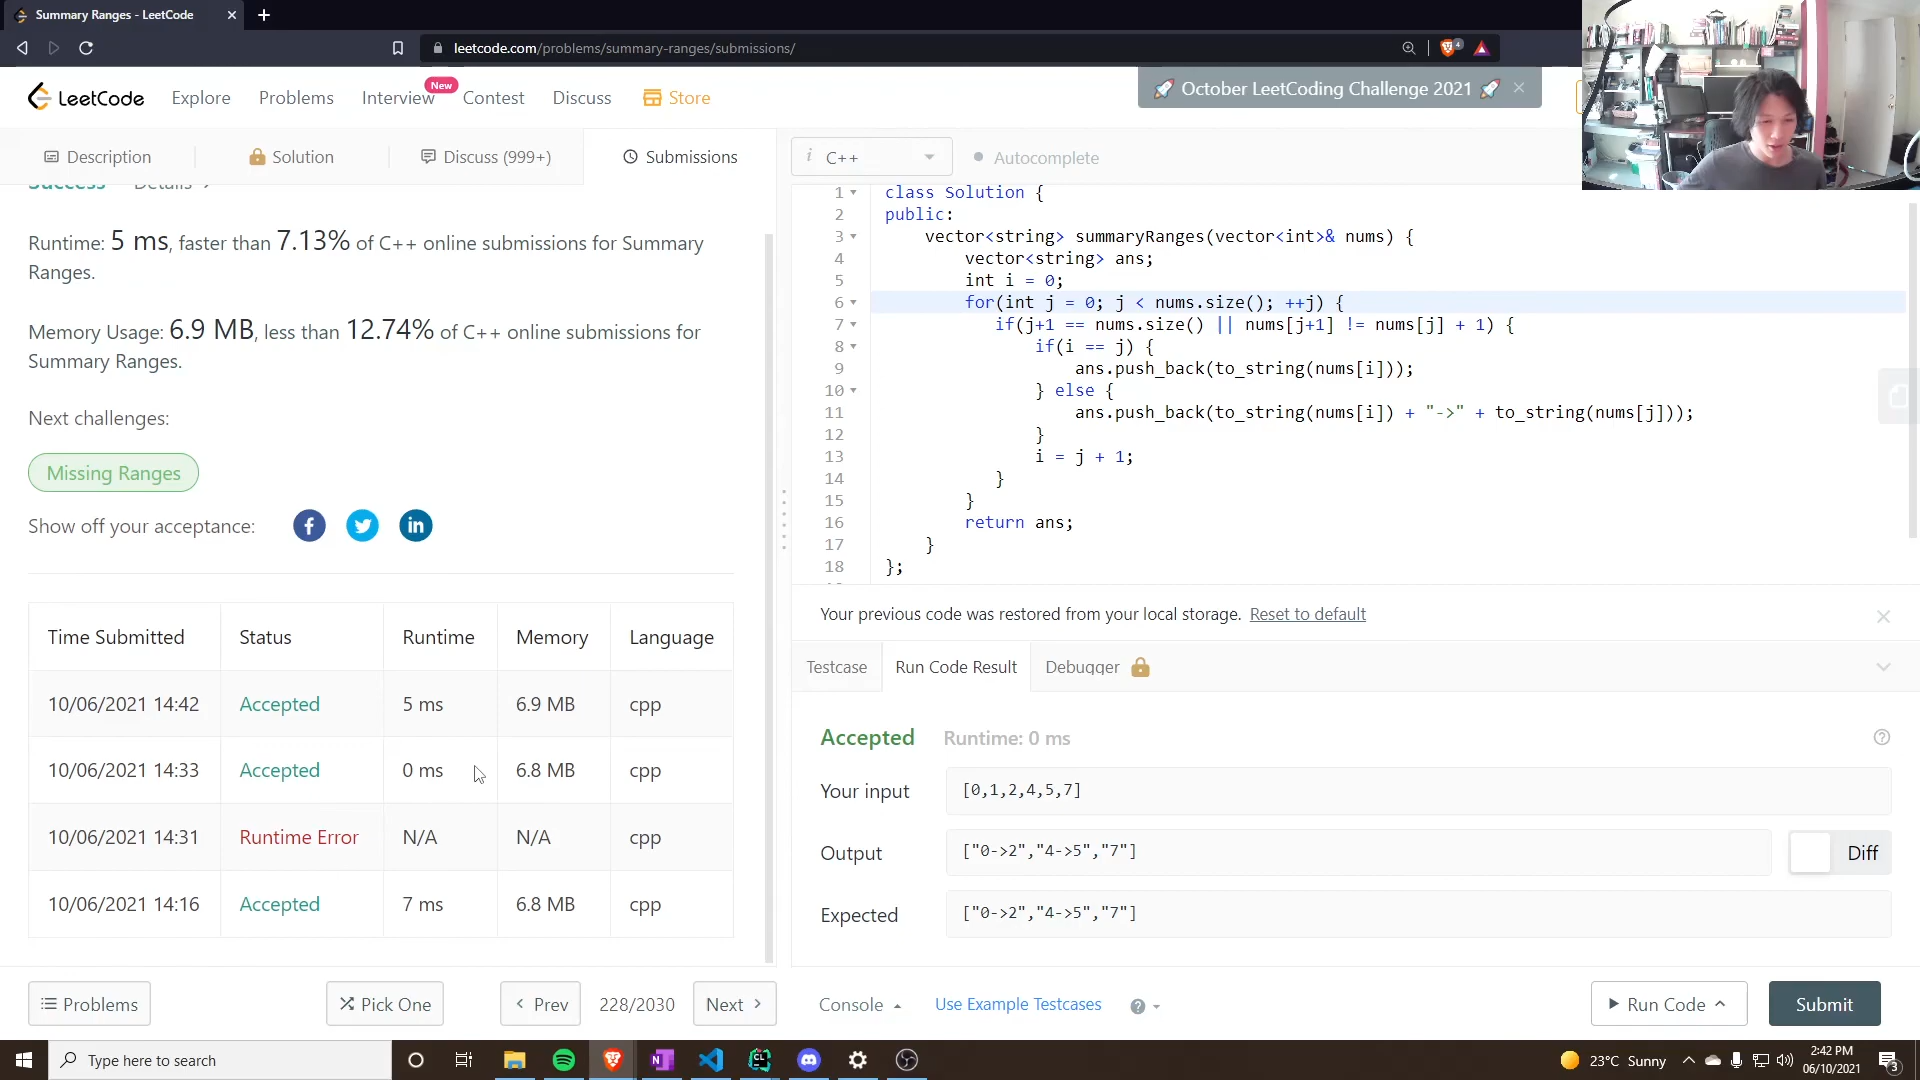 Summary Ranges - LeetCode
leetcode.com/problems/summary-ranges/submissions/
4
LeetCode
Explore
Problems
Interview
New
Contest
Discuss
Store
🚀 October LeetCoding Challenge 2021 🚀
Description
Solution
Discuss (999+)
Submissions
i C++
Autocomplete
Success
Details
Runtime: 5 ms, faster than 7.13% of C++ online submissions for Summary
Ranges.
Memory Usage: 6.9 MB, less than 12.74% of C++ online submissions for
Summary Ranges.
Next challenges:
Missing Ranges
Show off your acceptance:
Time Submitted Status Runtime Memory Language
10/06/2021 14:42 Accepted 5 ms 6.9 MB cpp
10/06/2021 14:33 Accepted 0 ms 6.8 MB cpp
10/06/2021 14:31 Runtime Error N/A N/A cpp
10/06/2021 14:16 Accepted 7 ms 6.8 MB cpp
1 class Solution {
2 public:
3 vector<string> summaryRanges(vector<int>& nums) {
4 vector<string> ans;
5 int i = 0;
6 for(int j = 0; j < nums.size(); ++j) {
7 if(j+1 == nums.size() || nums[j+1] != nums[j] + 1) {
8 if(i == j) {
9 ans.push_back(to_string(nums[i]));
10 } else {
11 ans.push_back(to_string(nums[i]) + "->" + to_string(nums[j]));
12 }
13 i = j + 1;
14 }
15 }
16 return ans;
17 }
18 };
Your previous code was restored from your local storage. Reset to default
Testcase
Run Code Result
Debugger
Accepted Runtime: 0 ms
Your input [0,1,2,4,5,7]
Output ["0->2","4->5","7"]
Diff
Expected ["0->2","4->5","7"]
Problems
Pick One
Prev
228/2030
Next
Console
Use Example Testcases
Run Code
Submit
Type here to search
23°C Sunny
2:42 PM
06/10/2021
3